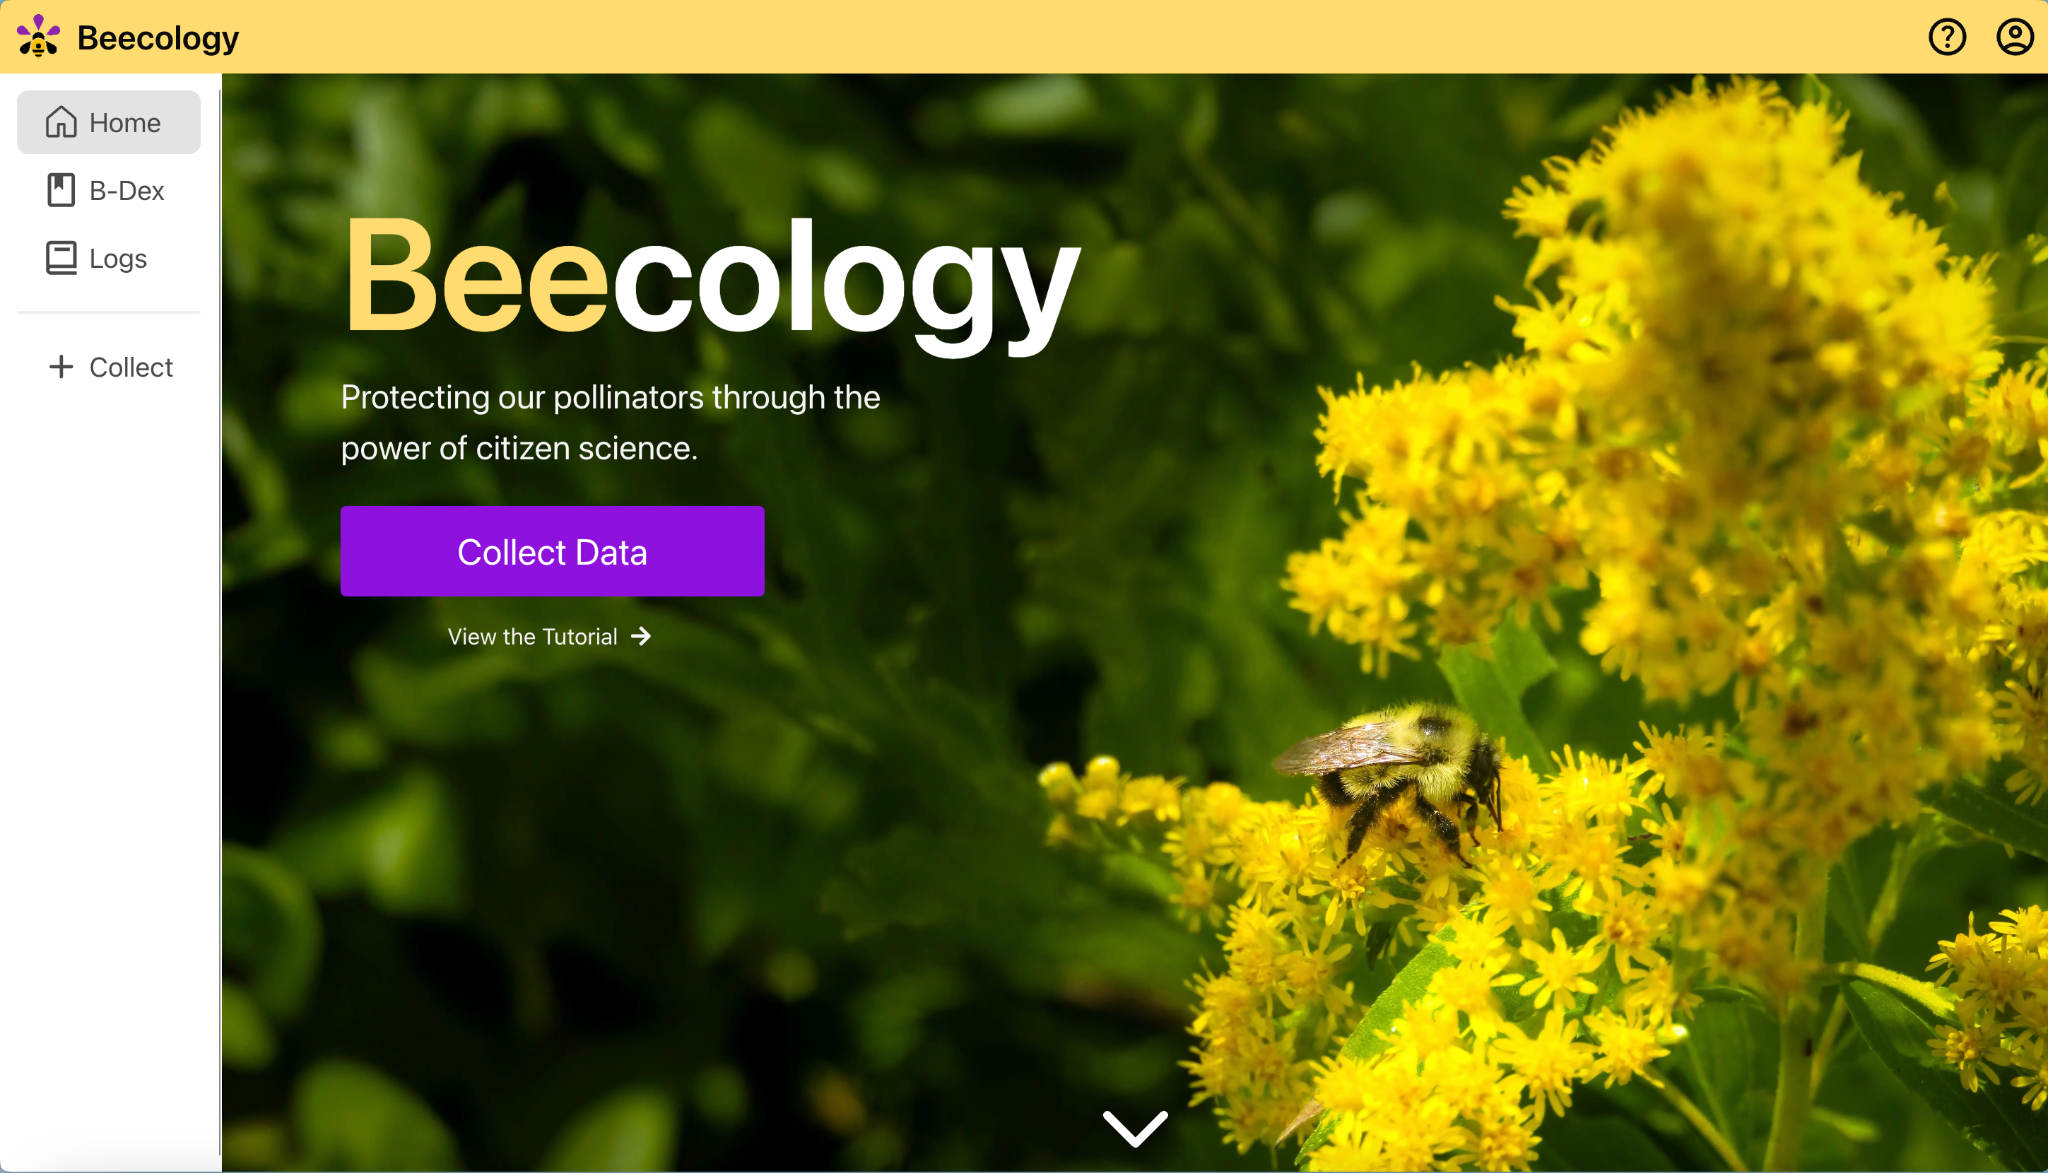 Beecology
Home
B-Dex
Logs
Collect
Beecology
Protecting our pollinators through the
power of citizen science.
Collect Data
View the Tutorial